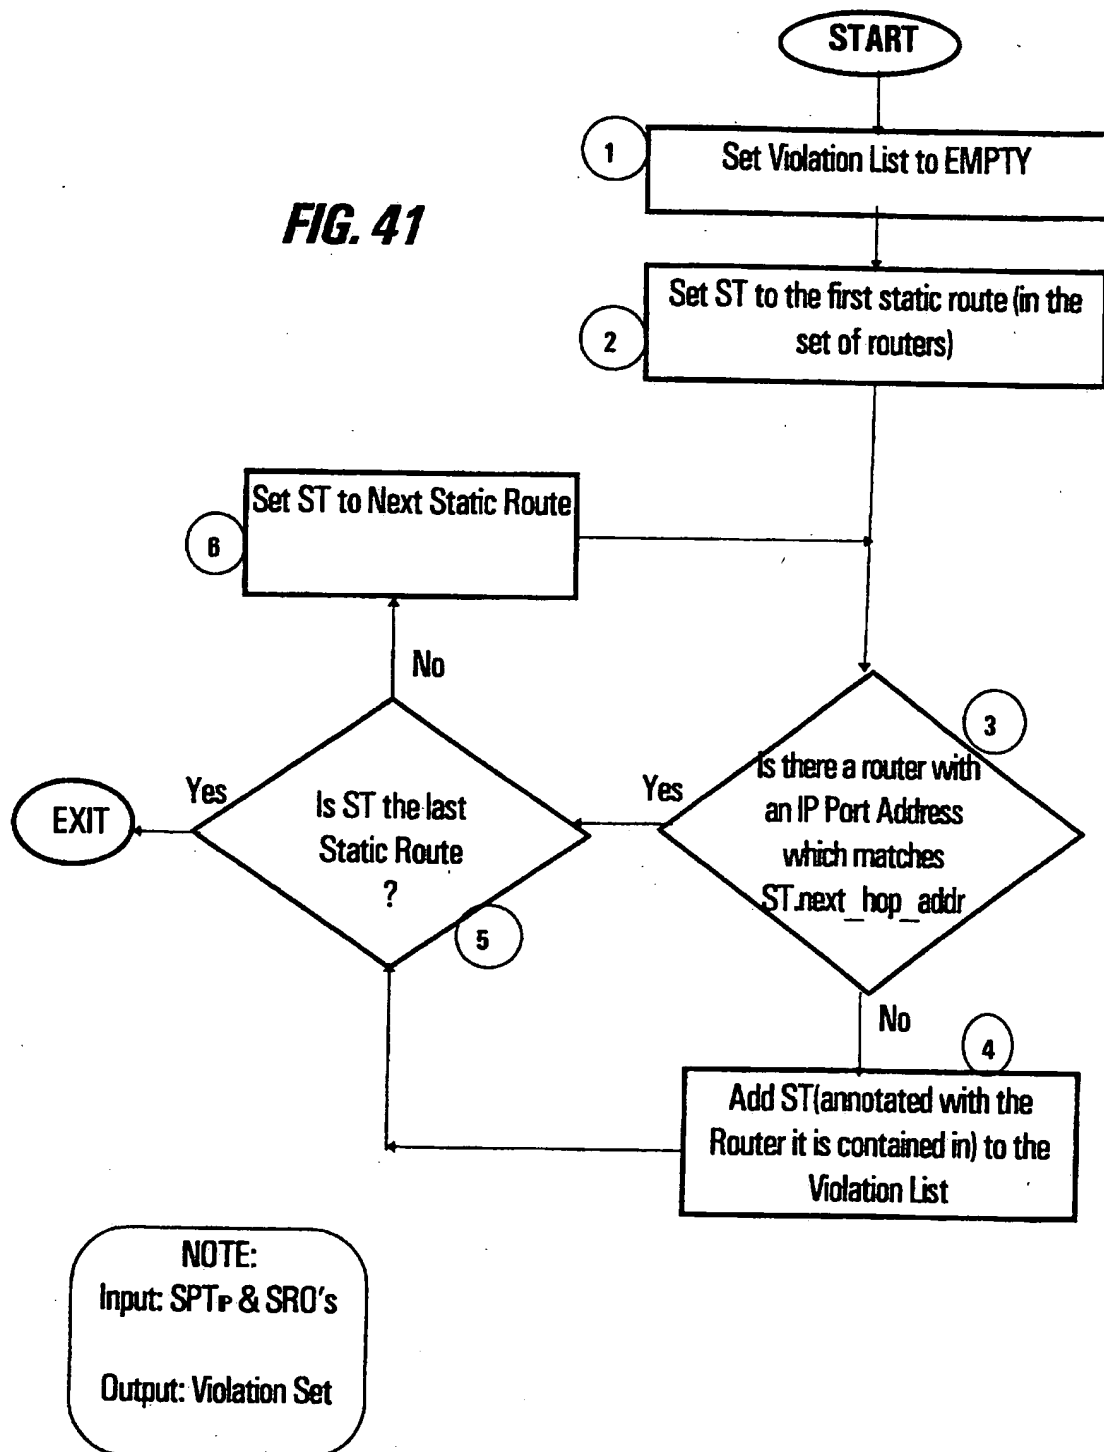 START
1
Set Violation List to EMPTY
FIG. 41
2
Set ST to the first static route (in the
set of routers)
6
Set ST to Next Static Route
No
3
Is there a router with
an IP Port Address
which matches
ST.next_hop_addr
Yes
Is ST the last
Static Route
?
5
Yes
EXIT
No
4
Add ST(annotated with the
Router it is contained in) to the
Violation List
NOTE:
Input: SPTIP & SRO's
Output: Violation Set